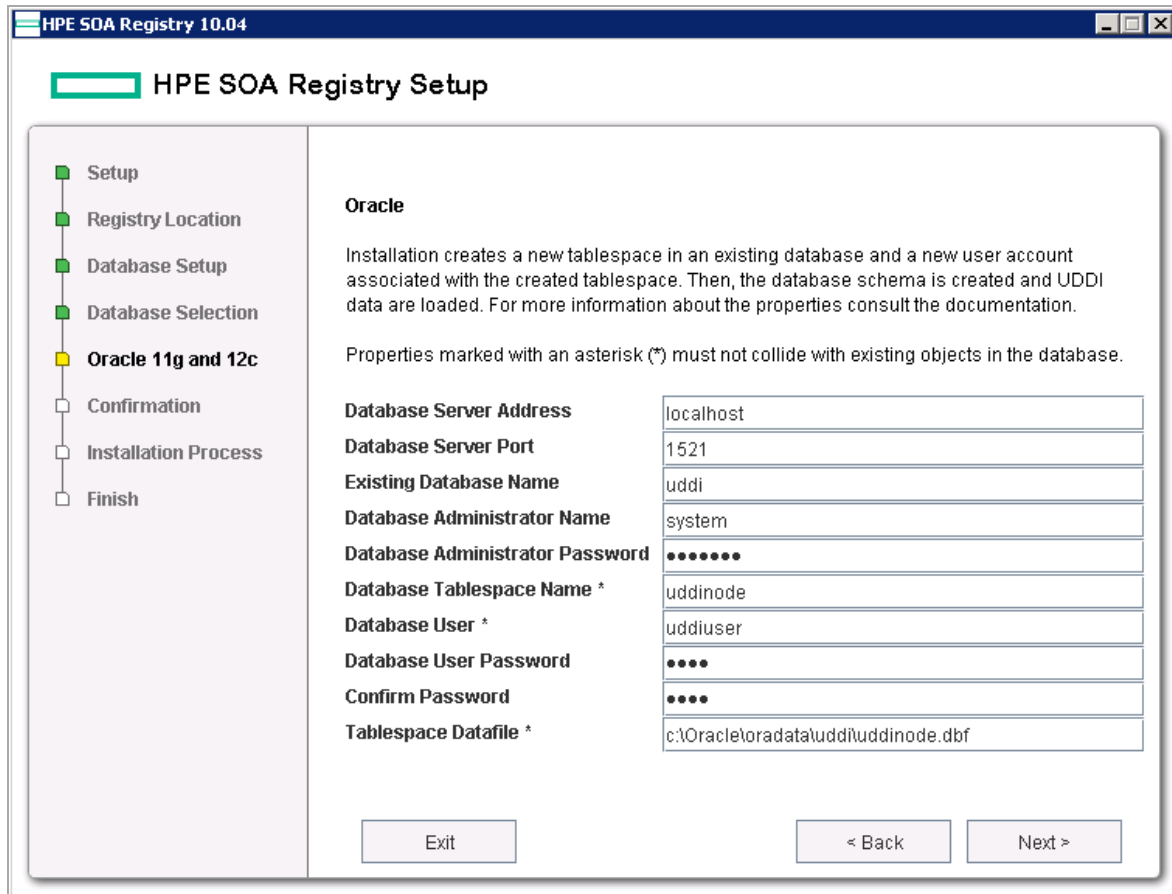 HPE SOA Registry 10.04
HPE SOA Registry Setup
Setup
Registry Location
Database Setup
Database Selection
Oracle 11g and 12c
Confirmation
Installation Process
Finish
Oracle
Installation creates a new tablespace in an existing database and a new user account
associated with the created tablespace. Then, the database schema is created and UDDI
data are loaded. For more information about the properties consult the documentation.
Properties marked with an asterisk (*) must not collide with existing objects in the database.
Database Server Address localhost
Database Server Port 1521
Existing Database Name uddi
Database Administrator Name system
Database Administrator Password •••••••
Database Tablespace Name * uddinode
Database User * uddiuser
Database User Password ••••
Confirm Password ••••
Tablespace Datafile * c:\Oracle\oradata\uddi\uddinode.dbf
Exit < Back Next >